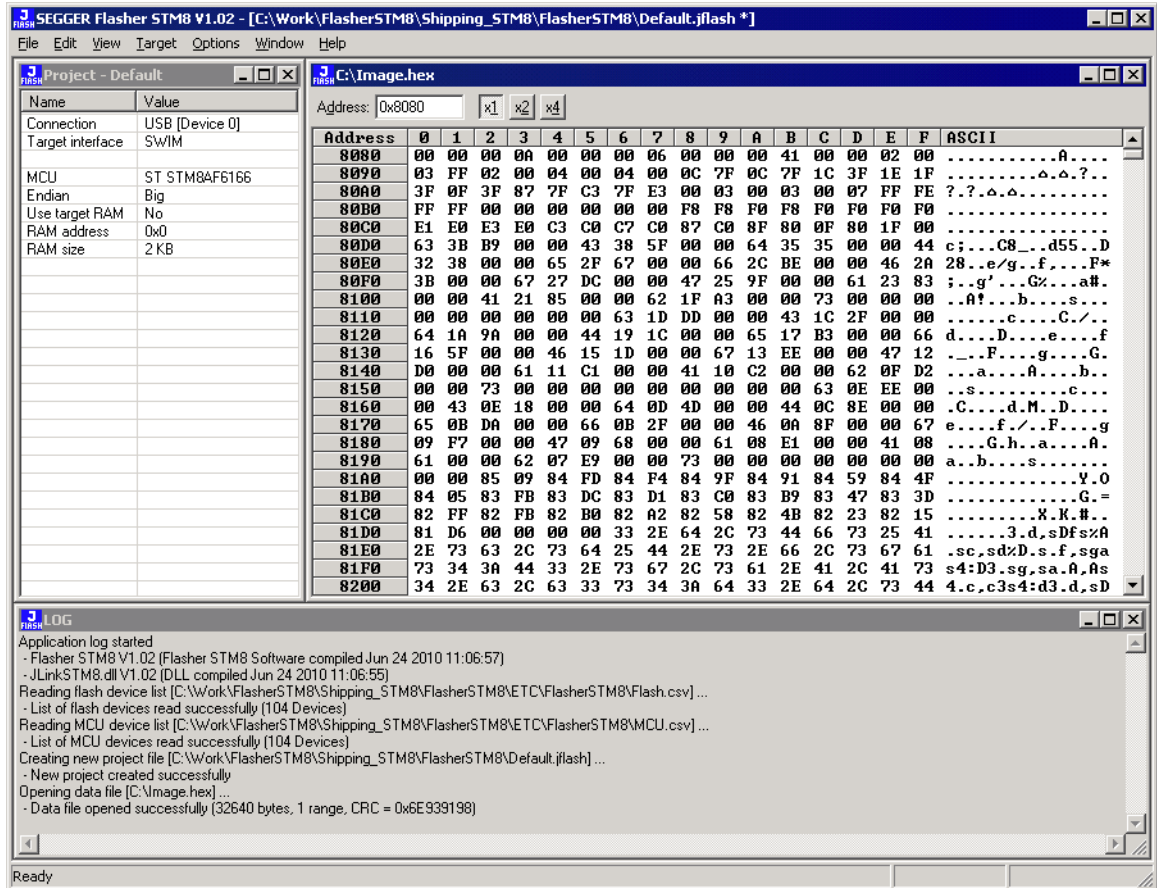 SEGGER Flasher STM8 V1.02 - [C:\Work\FlasherSTM8\Shipping_STM8\FlasherSTM8\Default.jflash *]
File Edit View Target Options Window Help
Project - Default
Name Value
Connection USB [Device 0]
Target interface SWIM
MCU ST STM8AF6166
Endian Big
Use target RAM No
RAM address 0x0
RAM size 2 KB
C:\Image.hex
Address: 0x8080 x1 x2 x4
Address 0 1 2 3 4 5 6 7 8 9 A B C D E F ASCII
8080 00 00 00 0A 00 00 00 06 00 00 00 41 00 00 02 00 ...........A....
8090 03 FF 02 00 04 00 04 00 0C 7F 0C 7F 1C 3F 1E 1F .........⌂.⌂.?..
80A0 3F 0F 3F 87 7F C3 7F E3 00 03 00 03 00 07 FF FE ?.?.⌂.⌂.........
80B0 FF FF 00 00 00 00 00 00 F8 F8 F0 F8 F0 F0 F0 F0 ................
80C0 E1 E0 E3 E0 C3 C0 C7 C0 87 C0 8F 80 0F 80 1F 00 ................
80D0 63 3B B9 00 00 43 38 5F 00 00 64 35 35 00 00 44 c;...C8_..d55..D
80E0 32 38 00 00 65 2F 67 00 00 66 2C BE 00 00 46 2A 28..e/g..f,...F*
80F0 3B 00 00 67 27 DC 00 00 47 25 9F 00 00 61 23 83 ;..g'...G%...a#.
8100 00 00 41 21 85 00 00 62 1F A3 00 00 73 00 00 00 ..A!...b....s...
8110 00 00 00 00 00 00 63 1D DD 00 00 43 1C 2F 00 00 ......c....C./..
8120 64 1A 9A 00 00 44 19 1C 00 00 65 17 B3 00 00 66 d....D....e....f
8130 16 5F 00 00 46 15 1D 00 00 67 13 EE 00 00 47 12 ._..F....g....G.
8140 D0 00 00 61 11 C1 00 00 41 10 C2 00 00 62 0F D2 ...a....A....b..
8150 00 00 73 00 00 00 00 00 00 00 00 63 0E EE 00 ..s........c...
8160 00 43 0E 18 00 00 64 0D 4D 00 00 44 0C 8E 00 00 .C....d.M..D....
8170 65 0B DA 00 00 66 0B 2F 00 00 46 0A 8F 00 00 67 e....f./..F....g
8180 09 F7 00 00 47 09 68 00 00 61 08 E1 00 00 41 08 ....G.h..a....A.
8190 61 00 00 62 07 E9 00 00 73 00 00 00 00 00 00 00 a..b....s.......
81A0 00 00 85 09 84 FD 84 F4 84 9F 84 91 84 59 84 4F .............Y.O
81B0 84 05 83 FB 83 DC 83 D1 83 C0 83 B9 83 47 83 3D .............G.=
81C0 82 FF 82 FB 82 B0 82 A2 82 58 82 4B 82 23 82 15 .........X.K.#..
81D0 81 D6 00 00 00 00 33 2E 64 2C 73 44 66 73 25 41 ......3.d,sDfs%A
81E0 2E 73 63 2C 73 64 25 44 2E 73 2E 66 2C 73 67 61 .sc,sd%D.s.f,sga
81F0 73 34 3A 44 33 2E 73 67 2C 73 61 2E 41 2C 41 73 s4:D3.sg,sa.A,As
8200 34 2E 63 2C 63 33 73 34 3A 64 33 2E 64 2C 73 44 4.c,c3s4:d3.d,sD
LOG
Application log started
- Flasher STM8 V1.02 (Flasher STM8 Software compiled Jun 24 2010 11:06:57)
- JLinkSTM8.dll V1.02 (DLL compiled Jun 24 2010 11:06:55)
Reading flash device list [C:\Work\FlasherSTM8\Shipping_STM8\FlasherSTM8\ETC\FlasherSTM8\Flash.csv] ...
- List of flash devices read successfully (104 Devices)
Reading MCU device list [C:\Work\FlasherSTM8\Shipping_STM8\FlasherSTM8\ETC\FlasherSTM8\MCU.csv] ...
- List of MCU devices read successfully (104 Devices)
Creating new project file [C:\Work\FlasherSTM8\Shipping_STM8\FlasherSTM8\Default.jflash] ...
- New project created successfully
Opening data file [C:\Image.hex] ...
- Data file opened successfully (32640 bytes, 1 range, CRC = 0x6E939198)
Ready